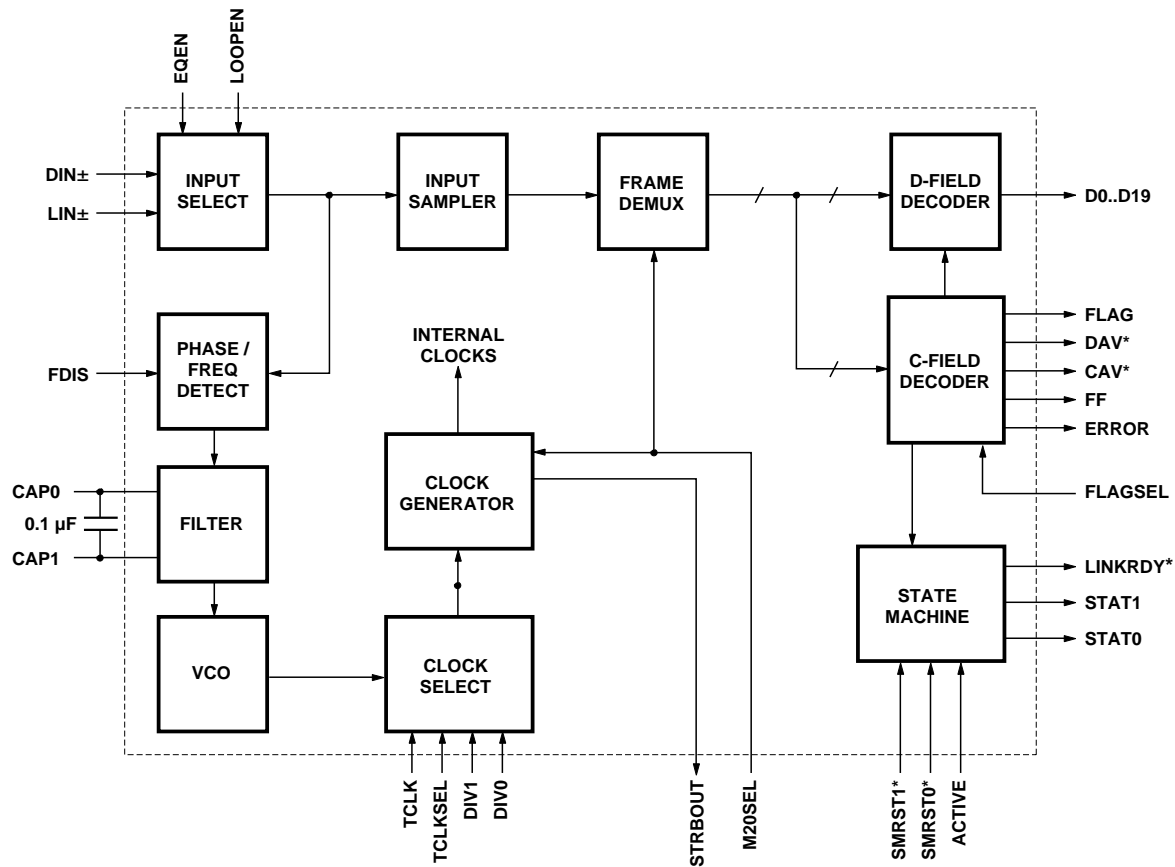 EQEN
LOOPEN
DIN±
LIN±
INPUT
SELECT
INPUT
SAMPLER
FRAME
DEMUX
D-FIELD
DECODER
D0..D19
FDIS
PHASE /
FREQ
DETECT
INTERNAL
CLOCKS
C-FIELD
DECODER
FLAG
DAV*
CAV*
FF
ERROR
FLAGSEL
CAP0
0.1 µF
CAP1
FILTER
CLOCK
GENERATOR
STATE
MACHINE
LINKRDY*
STAT1
STAT0
VCO
CLOCK
SELECT
TCLK
TCLKSEL
DIV1
DIV0
STRBOUT
M20SEL
SMRST1*
SMRST0*
ACTIVE